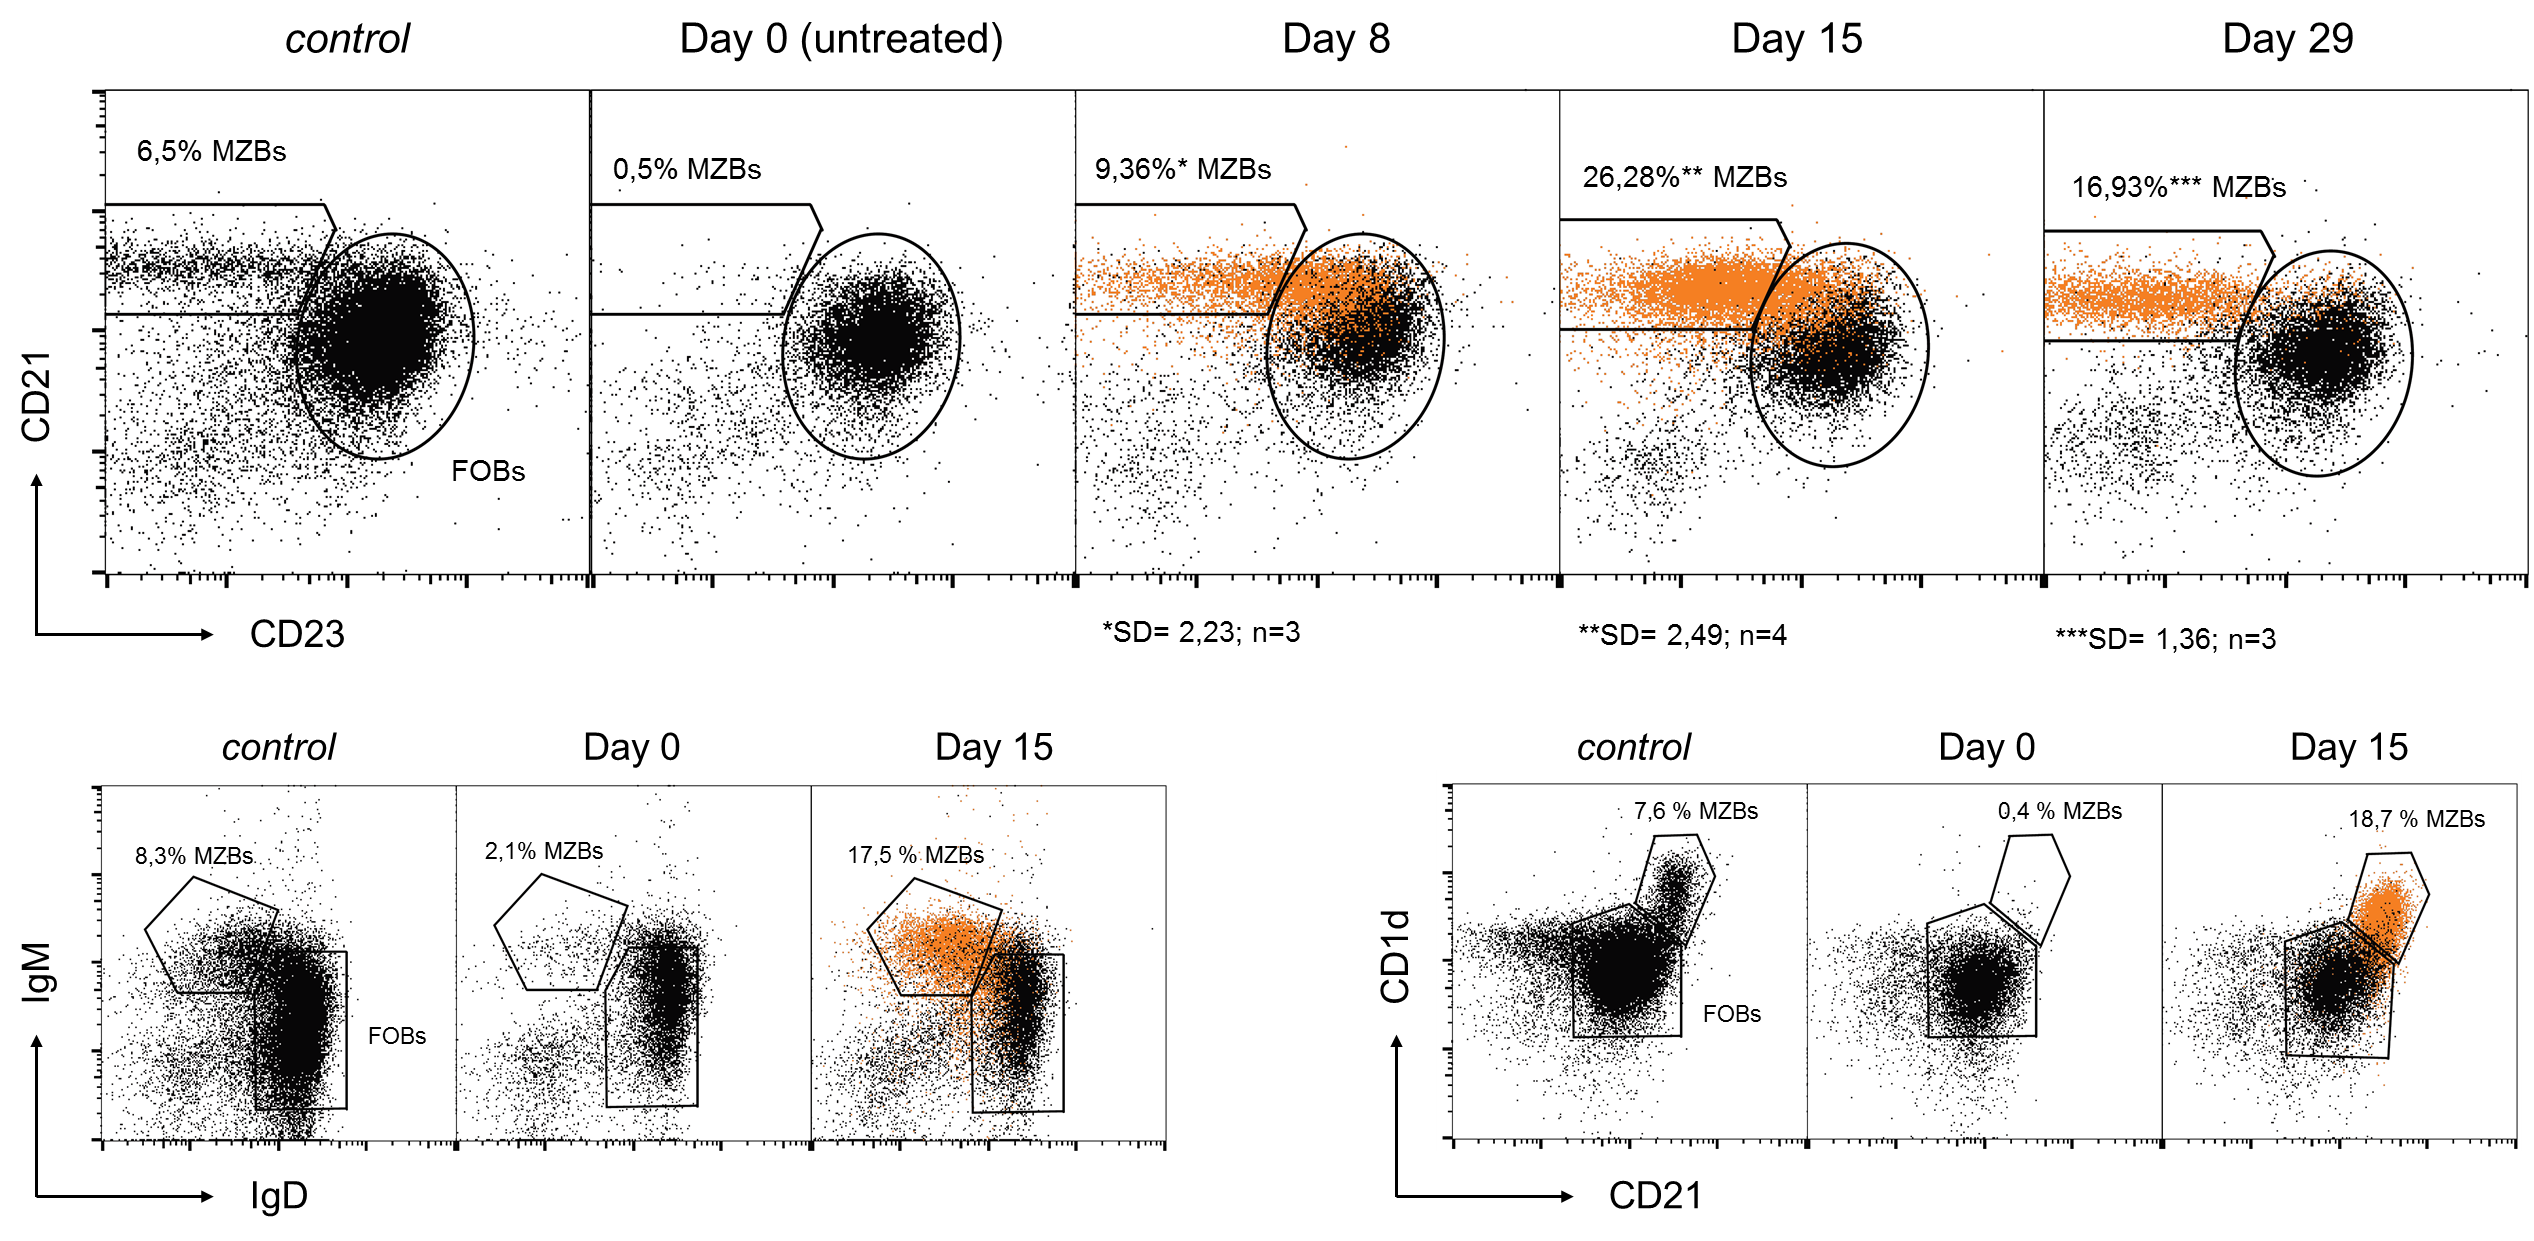 control
Day 0 (untreated)
Day 8
Day 15
Day 29
6,5% MZBs
0,5% MZBs
9,36%* MZBs
26,28%** MZBs
16,93%*** MZBs
FOBs
CD21
CD23
*SD= 2,23; n=3
**SD= 2,49; n=4
***SD= 1,36; n=3
control
Day 0
Day 15
8,3% MZBs
2,1% MZBs
17,5 % MZBs
FOBs
IgM
IgD
control
Day 0
Day 15
7,6 % MZBs
0,4 % MZBs
18,7 % MZBs
FOBs
CD1d
CD21